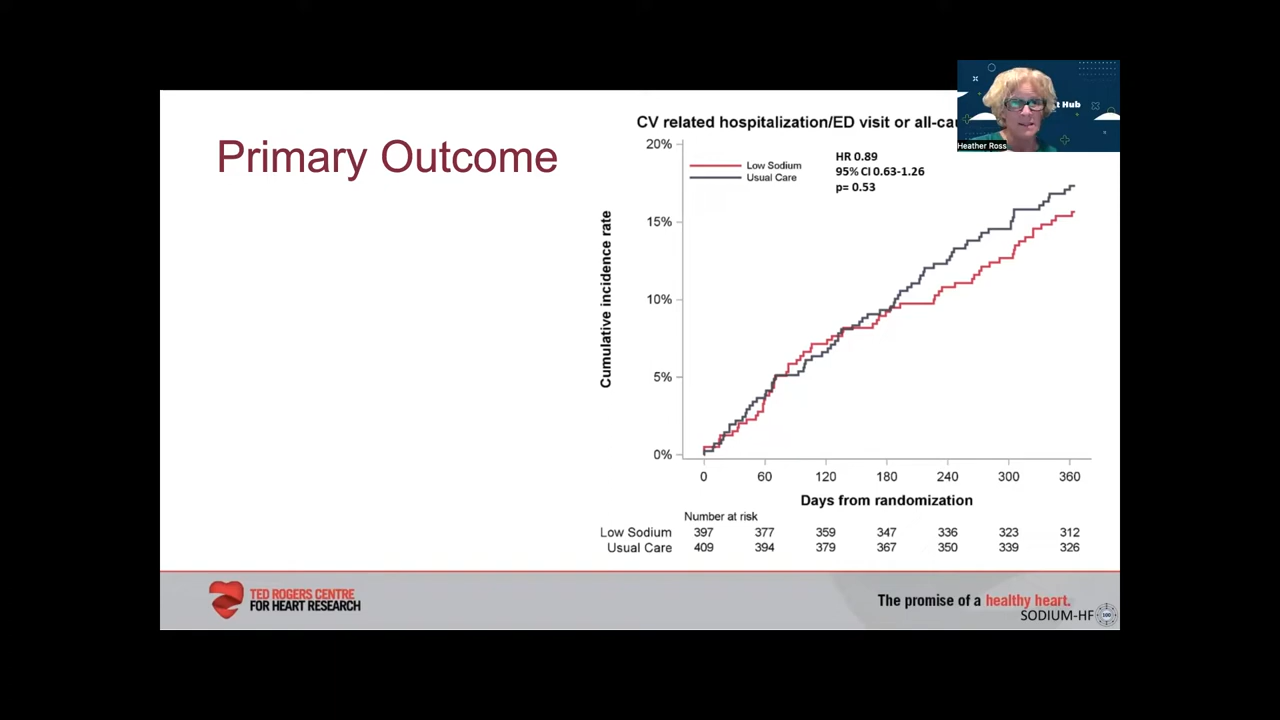 Primary Outcome
CV related hospitalization/ED visit or all-
t Hub
Heather Ross
20%
15%
10%
5%
0%
Low Sodium
Usual Care
HR 0.89
95% CI 0.63-1.26
p= 0.53
Cumulative incidence rate
0 60 120 180 240 300 360
Days from randomization
Number at risk
Low Sodium 397 377 359 347 336 323 312
Usual Care 409 394 379 367 350 339 326
TED ROGERS CENTRE
FOR HEART RESEARCH
The promise of a healthy heart.
SODIUM-HF